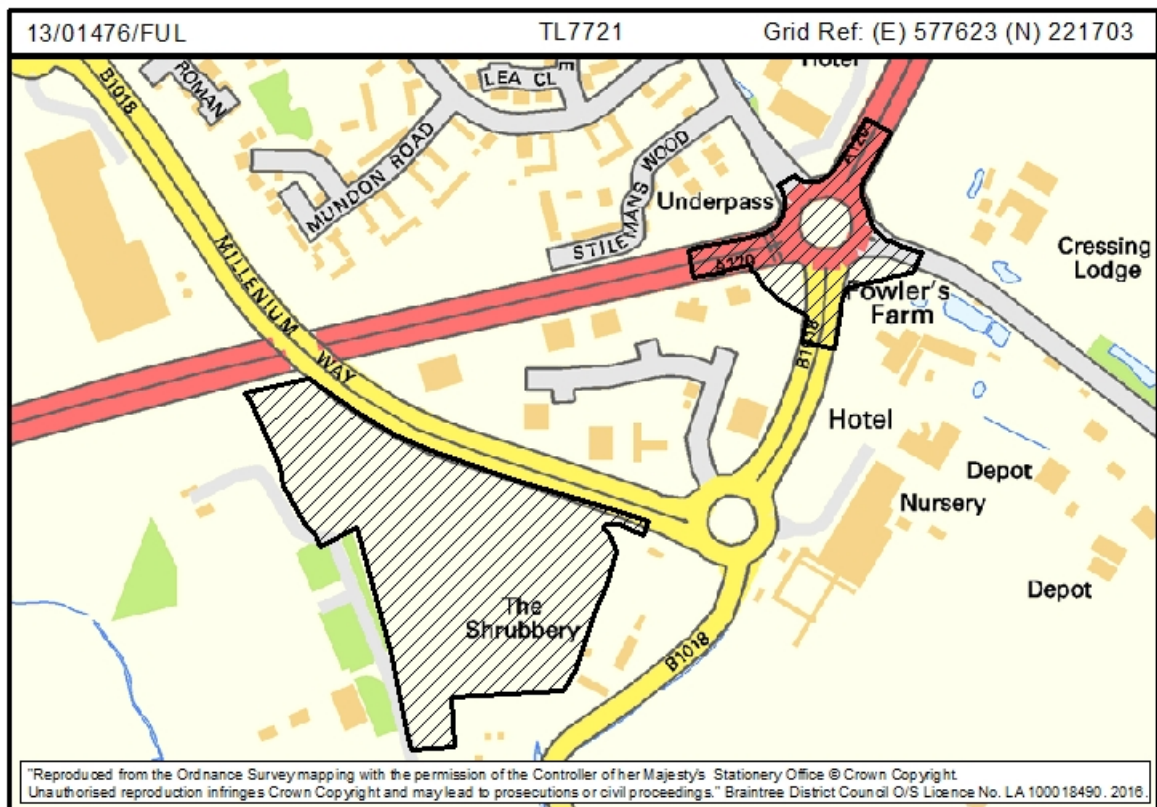 13/01476/FUL TL7721 Grid Ref: (E) 577623 (N) 221703
B1018
ROMAN
LEA CL
E
Hotel
MUNDON ROAD
STILEMANS WOOD
Underpass
A120
A120
Cressing
Lodge
Fowler's
Farm
B1018
MILLENIUM WAY
Hotel
Depot
Nursery
Depot
The
Shrubbery
B1018
"Reproduced from the Ordnance Survey mapping with the permission of the Controller of her Majesty's Stationery Office © Crown Copyright.
Unauthorised reproduction infringes Crown Copyright and may lead to prosecutions or civil proceedings." Braintree District Council O/S Licence No. LA 100018490. 2016.